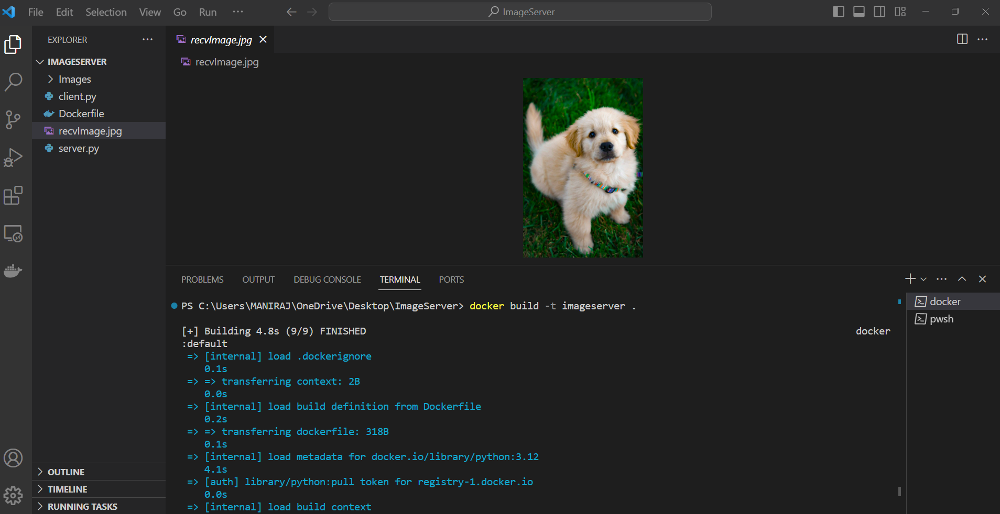 File Edit Selection View Go Run ···
ImageServer
EXPLORER
IMAGESERVER
Images
client.py
Dockerfile
recvImage.jpg
server.py
OUTLINE
TIMELINE
RUNNING TASKS
recvImage.jpg
recvImage.jpg
PROBLEMS OUTPUT DEBUG CONSOLE TERMINAL PORTS
PS C:\Users\MANIRAJ\OneDrive\Desktop\ImageServer> docker build -t imageserver .
[+] Building 4.8s (9/9) FINISHED docker
:default
=> [internal] load .dockerignore
0.1s
=> => transferring context: 2B
0.0s
=> [internal] load build definition from Dockerfile
0.2s
=> => transferring dockerfile: 318B
0.1s
=> [internal] load metadata for docker.io/library/python:3.12
4.1s
=> [auth] library/python:pull token for registry-1.docker.io
0.0s
=> [internal] load build context
docker
pwsh